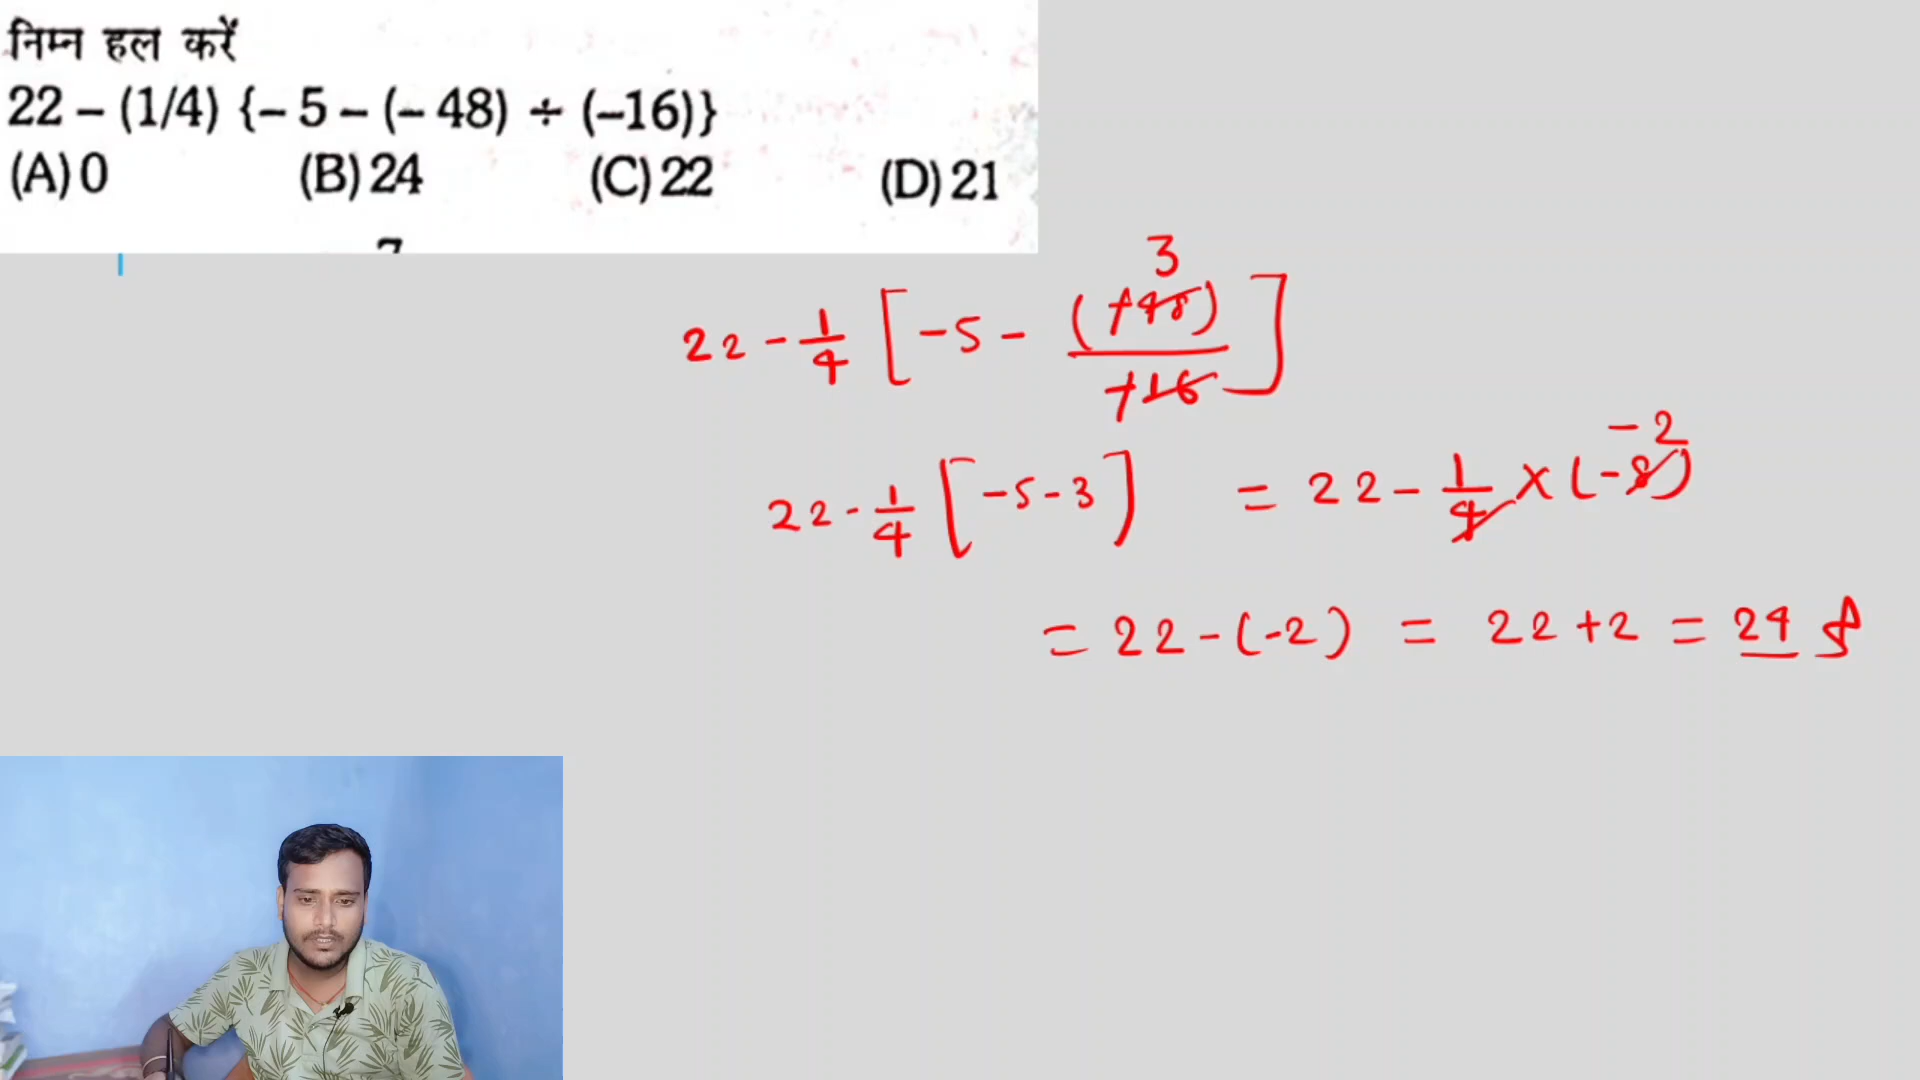 निम्न हल करें
22 – (1/4) {– 5 – (– 48) ÷ (–16)}
(A) 0 (B) 24 (C) 22 (D) 21
3
22 - 1/4 [ -5 - (+48)/+16 ]
-2
22 - 1/4 [ -5 - 3 ] = 22 - 1/4 × (-8)
= 22 - (-2) = 22 + 2 = 24